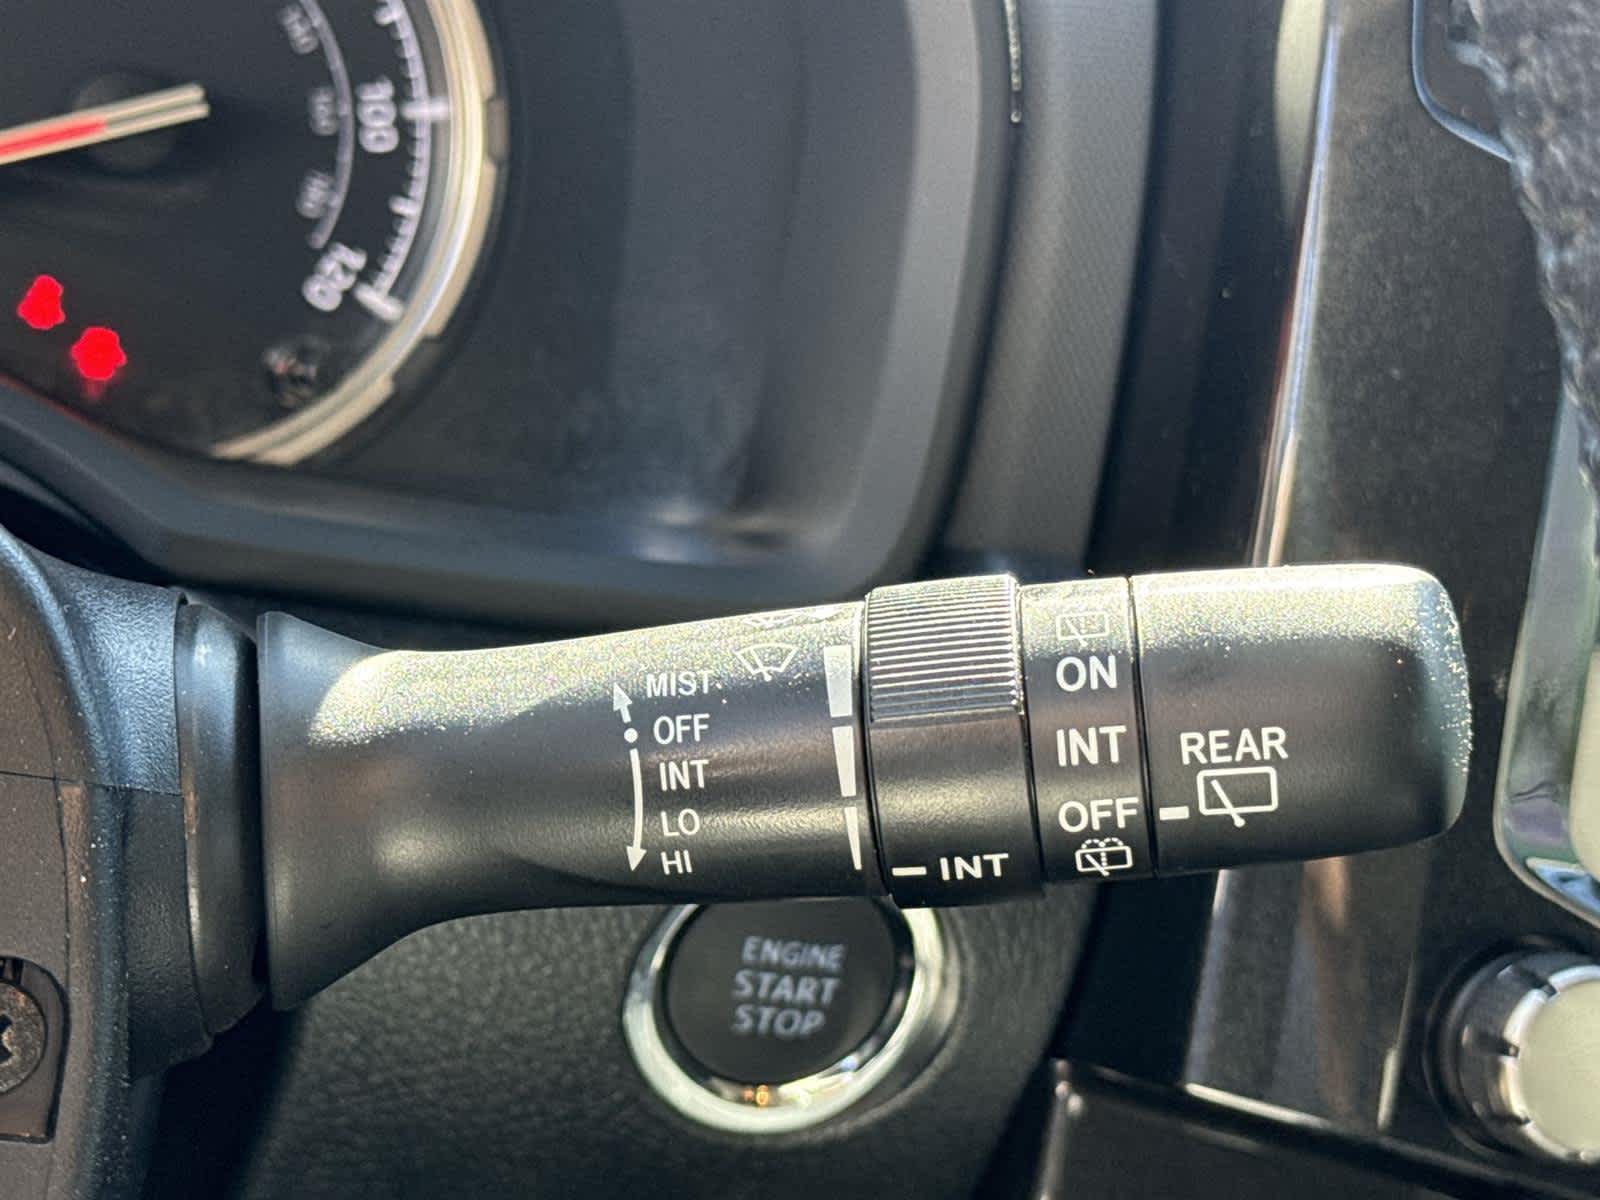 100
120
MIST
OFF
INT
LO
HI
INT
ON
INT
OFF
REAR
ENGINE
START
STOP